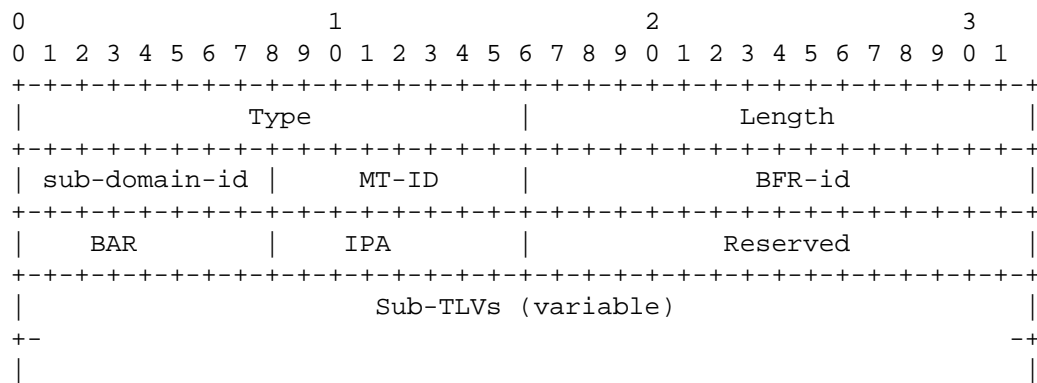 0                   1                   2                   3
0 1 2 3 4 5 6 7 8 9 0 1 2 3 4 5 6 7 8 9 0 1 2 3 4 5 6 7 8 9 0 1
+-+-+-+-+-+-+-+-+-+-+-+-+-+-+-+-+-+-+-+-+-+-+-+-+-+-+-+-+-+-+-+-+
|              Type             |             Length            |
+-+-+-+-+-+-+-+-+-+-+-+-+-+-+-+-+-+-+-+-+-+-+-+-+-+-+-+-+-+-+-+-+
| sub-domain-id |     MT-ID     |              BFR-id           |
+-+-+-+-+-+-+-+-+-+-+-+-+-+-+-+-+-+-+-+-+-+-+-+-+-+-+-+-+-+-+-+-+
|    BAR        |    IPA        |            Reserved           |
+-+-+-+-+-+-+-+-+-+-+-+-+-+-+-+-+-+-+-+-+-+-+-+-+-+-+-+-+-+-+-+-+
|                      Sub-TLVs (variable)                      |
+-                                                             -+
|                                                               |